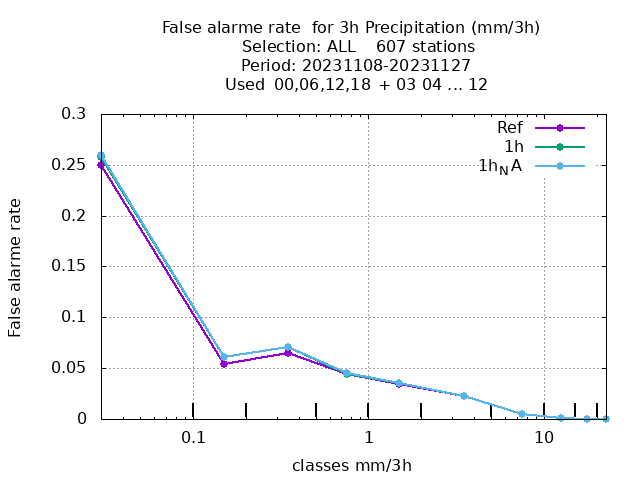 False alarme rate  for 3h Precipitation (mm/3h)
Selection: ALL    607 stations
Period: 20231108-20231127
Used  00,06,12,18  + 03 04 ... 12
Ref
1h
1h_NA
False alarme rate
0.3
0.25
0.2
0.15
0.1
0.05
0
0.1
1
10
classes mm/3h